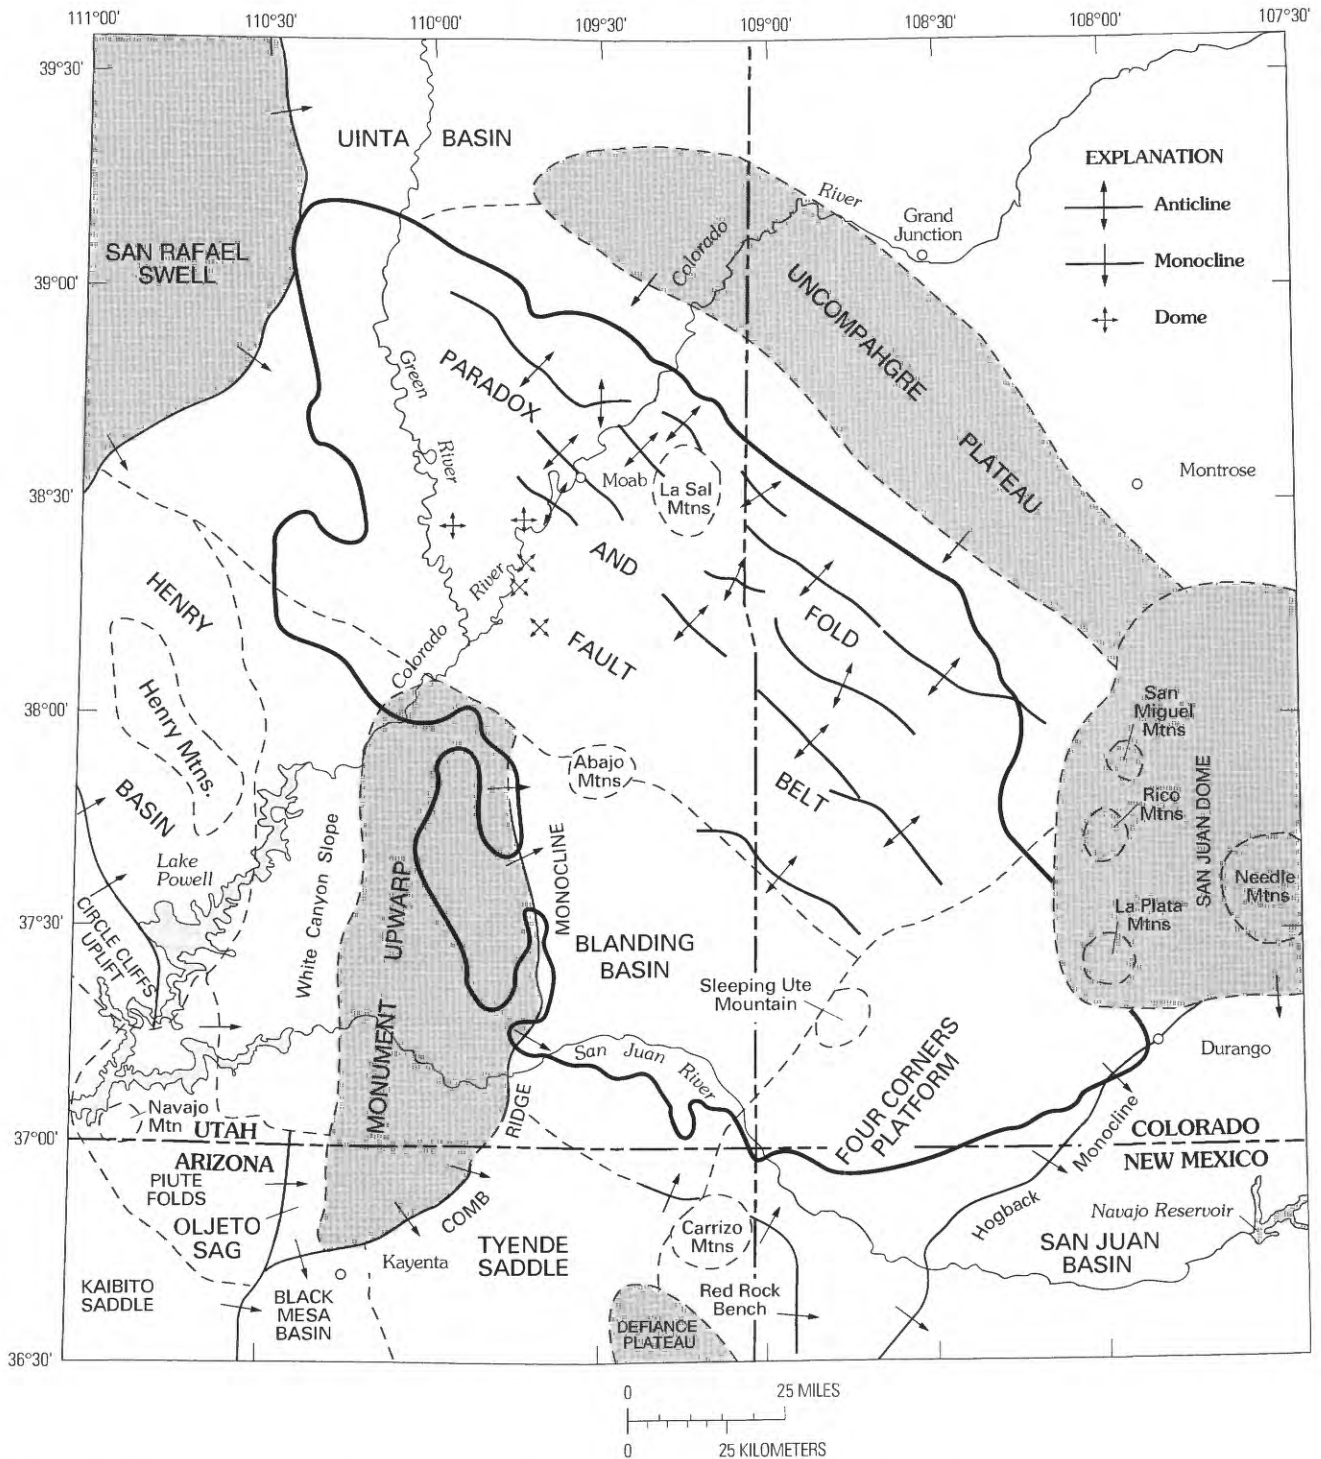 111°00'
110°30'
110°00'
109°30'
109°00'
108°30'
108°00'
107°30'
39°30'
39°00'
38°30'
38°00'
37°30'
37°00'
36°30'
UINTA BASIN
EXPLANATION
Anticline
Monocline
Dome
SAN RAFAEL
SWELL
River
Colorado
Grand
Junction
UNCOMPAHGRE
PLATEAU
Montrose
Green
River
PARADOX
AND
FAULT
FOLD
BELT
Moab
La Sal
Mtns
River
Colorado
HENRY
BASIN
Henry Mtns.
Lake
Powell
CIRCLE CLIFFS
UPLIFT
White Canyon Slope
MONUMENT UPWARP
Abajo
Mtns
MONOCLINE
RIDGE
COMB
BLANDING
BASIN
Sleeping Ute
Mountain
San
Miguel
Mtns
Rico
Mtns
La Plata
Mtns
SAN JUAN DOME
Needle
Mtns
San Juan
River
FOUR CORNERS
PLATFORM
Durango
Navajo
Mtn
UTAH
ARIZONA
COLORADO
NEW MEXICO
PIUTE
FOLDS
OLJETO
SAG
KAIBITO
SADDLE
BLACK
MESA
BASIN
Kayenta
TYENDE
SADDLE
Carrizo
Mtns
Red Rock
Bench
DEFIANCE
PLATEAU
Hogback
Monocline
Navajo Reservoir
SAN JUAN
BASIN
0 25 MILES
0 25 KILOMETERS